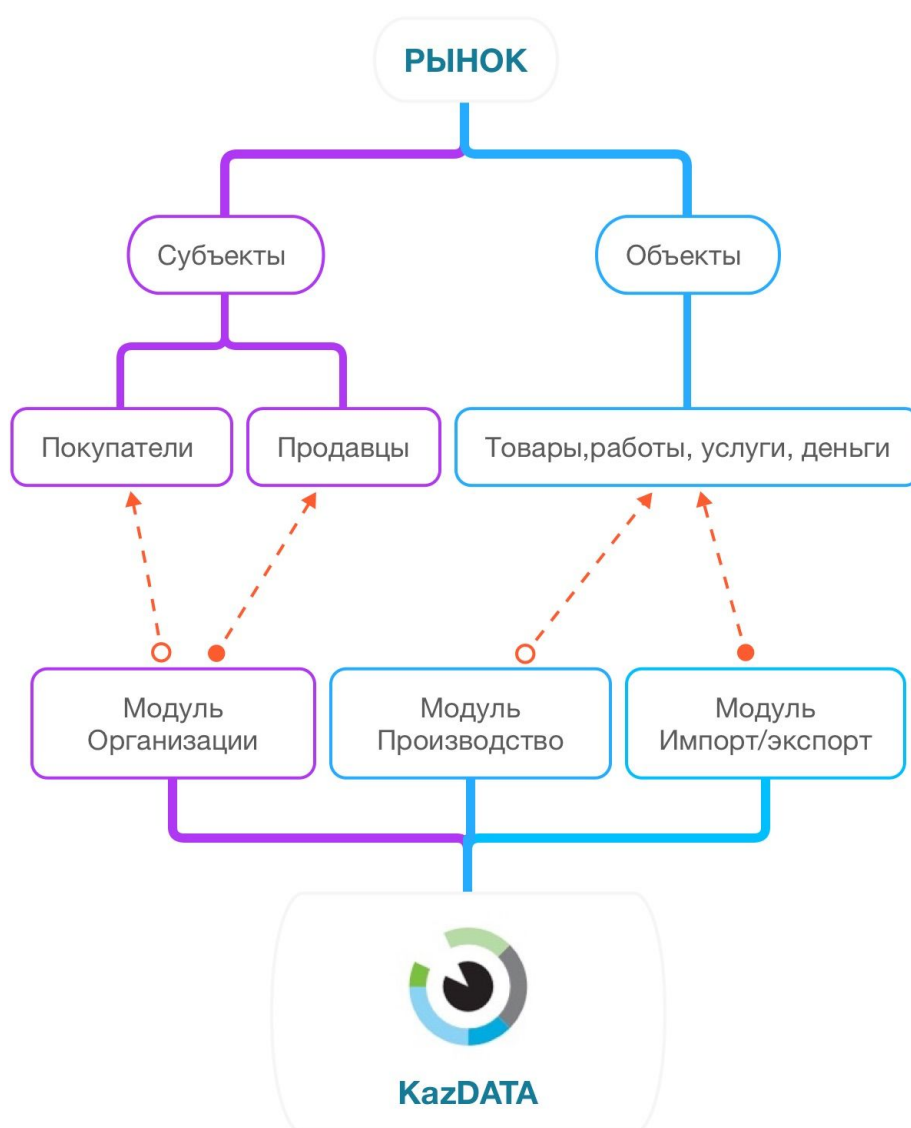 РЫНОК
Субъекты
Объекты
Покупатели
Продавцы
Товары,работы, услуги, деньги
Модуль
Организации
Модуль
Производство
Модуль
Импорт/экспорт
KazDATA